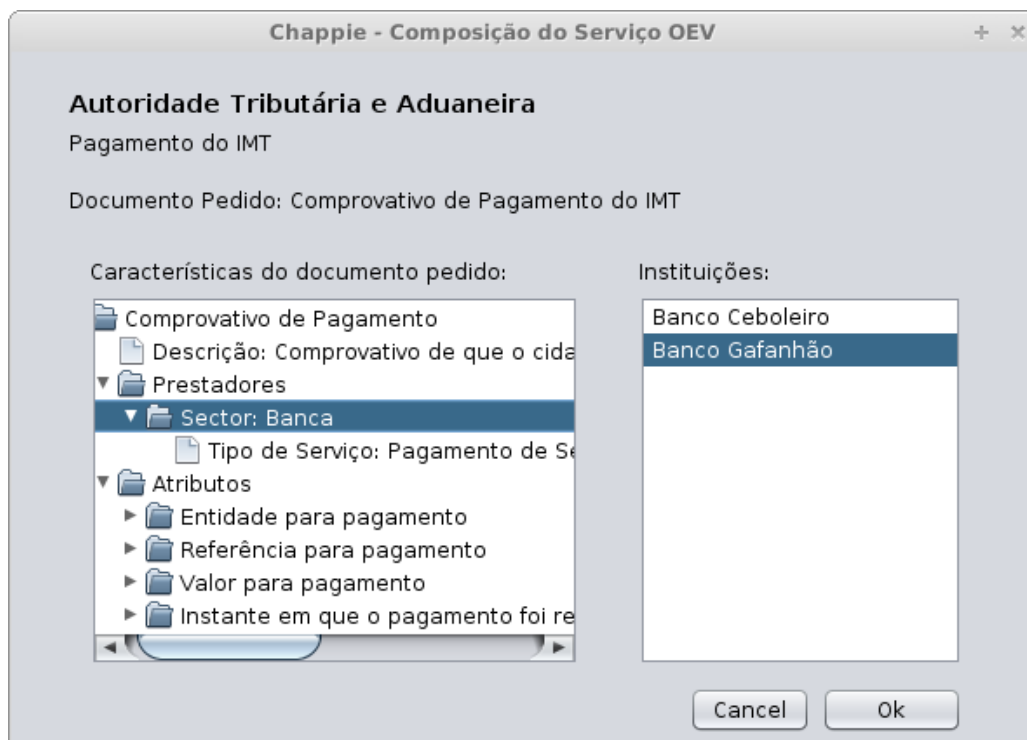 Chappie - Composição do Serviço OEV
Autoridade Tributária e Aduaneira
Pagamento do IMT
Documento Pedido: Comprovativo de Pagamento do IMT
Características do documento pedido:
Comprovativo de Pagamento
Descrição: Comprovativo de que o cida
Prestadores
Sector: Banca
Tipo de Serviço: Pagamento de Se
Atributos
Entidade para pagamento
Referência para pagamento
Valor para pagamento
Instante em que o pagamento foi re
Instituições:
Banco Ceboleiro
Banco Gafanhão
Cancel
Ok